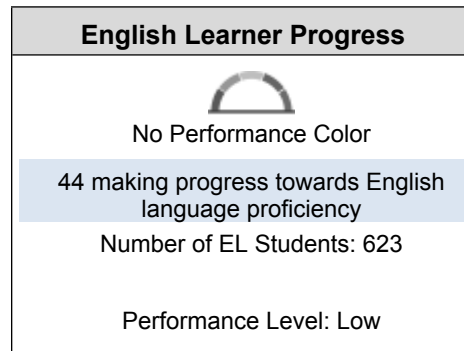 English Learner Progress
No Performance Color
44 making progress towards English
language proficiency
Number of EL Students: 623
Performance Level: Low